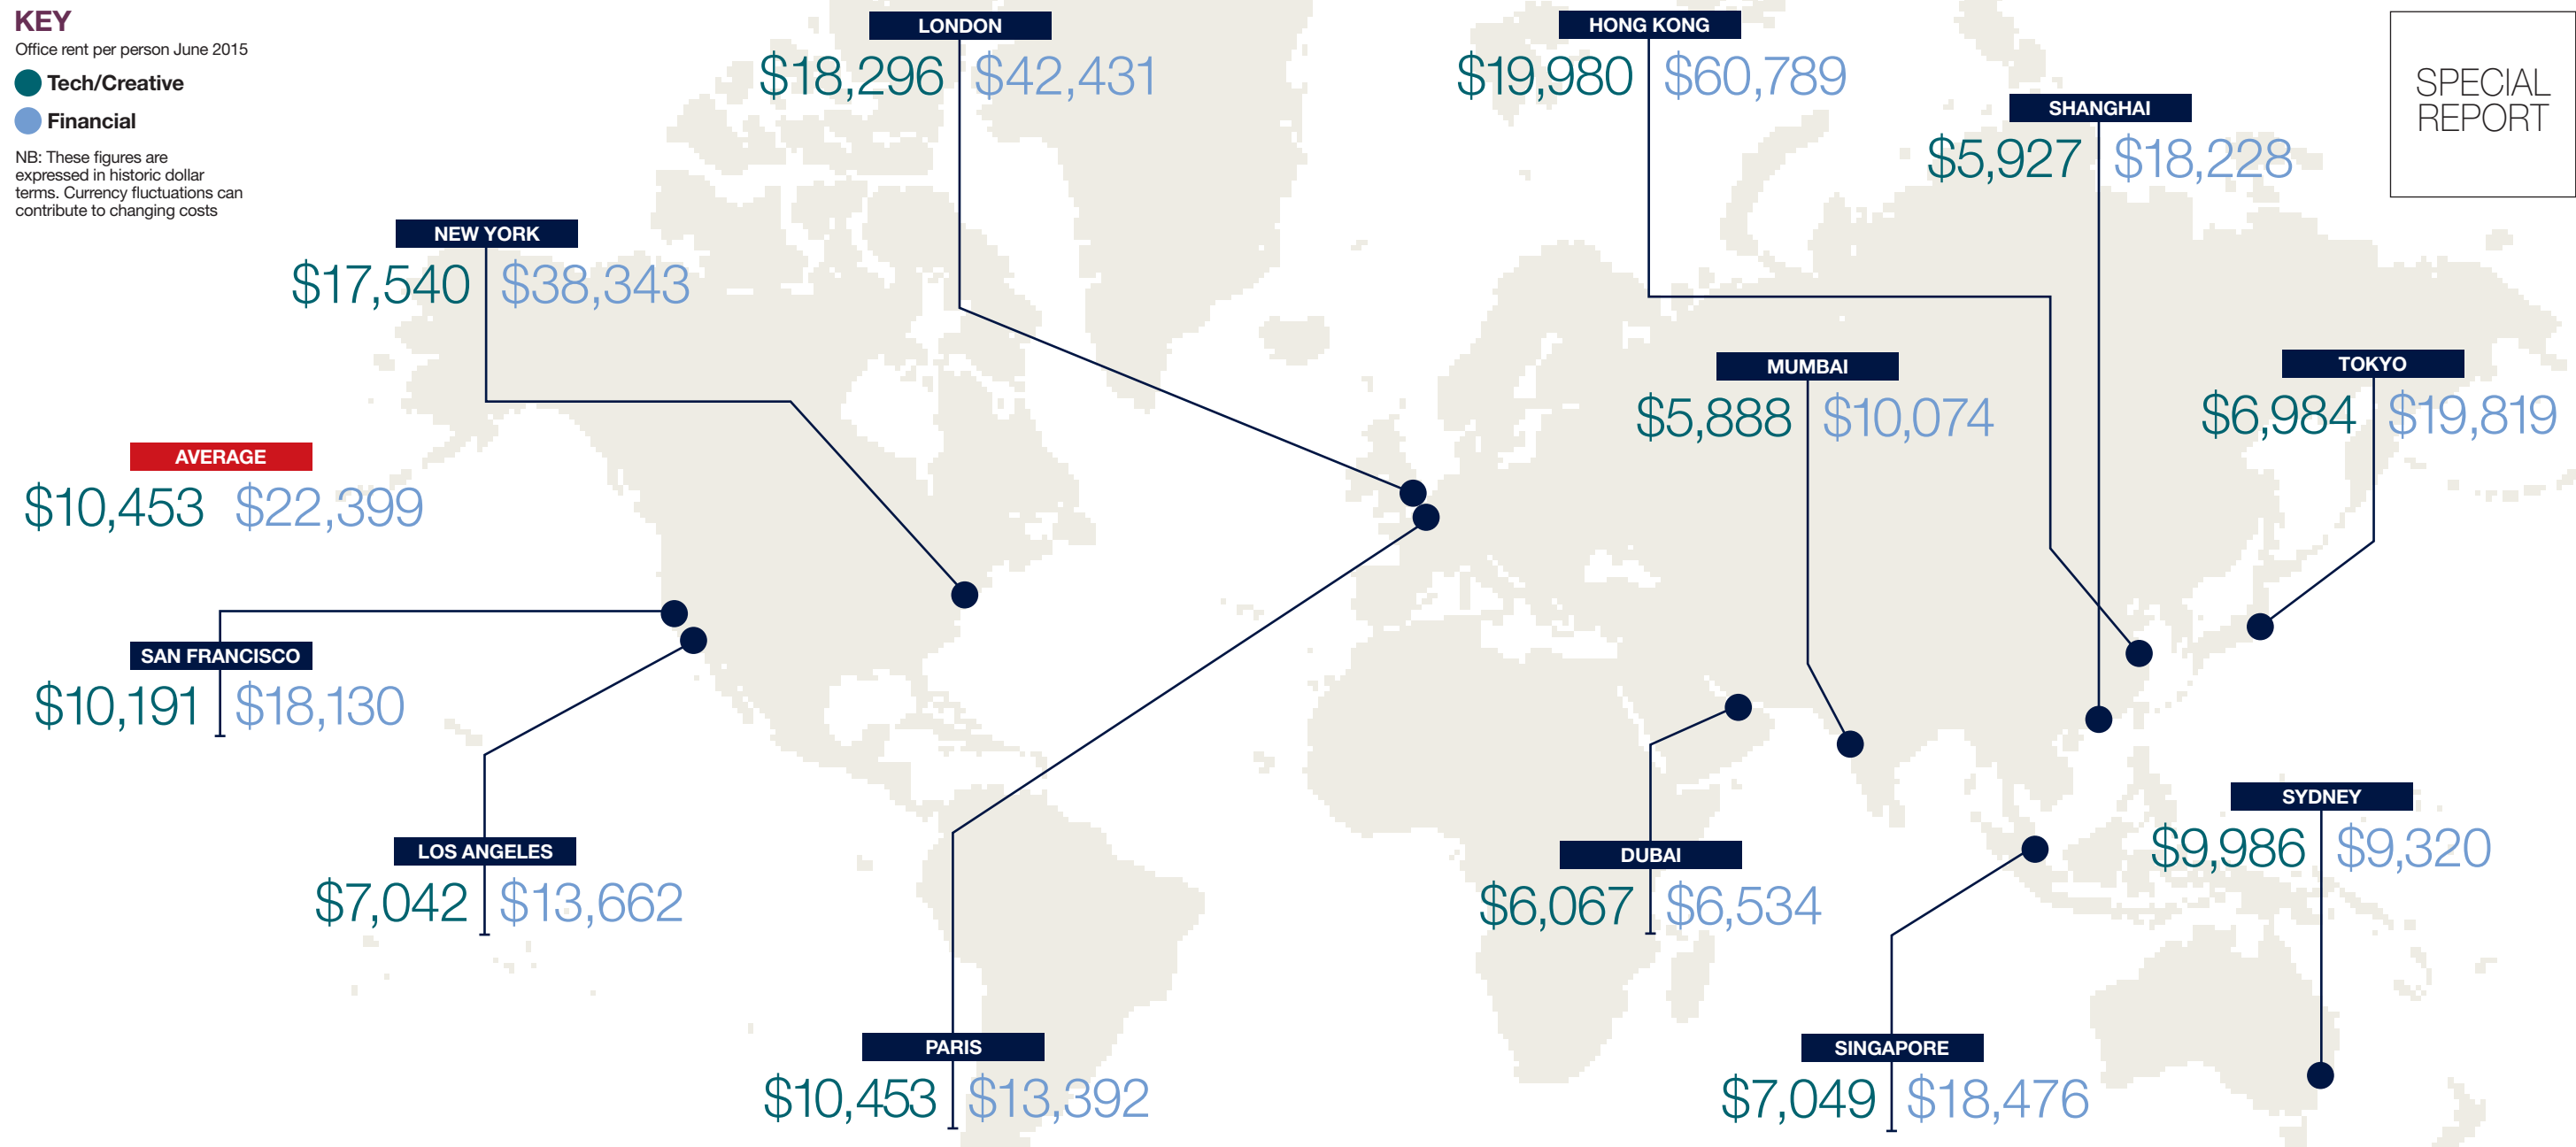 KEY
Office rent per person June 2015
Tech/Creative
Financial
NB: These figures are
expressed in historic dollar
terms. Currency fluctuations can
contribute to changing costs
LONDON
$18,296 $42,431
HONG KONG
$19,980 $60,789
SHANGHAI
$5,927 $18,228
SPECIAL
REPORT
NEW YORK
$17,540 $38,343
MUMBAI
$5,888 $10,074
TOKYO
$6,984 $19,819
AVERAGE
$10,453 $22,399
SAN FRANCISCO
$10,191 $18,130
LOS ANGELES
$7,042 $13,662
DUBAI
$6,067 $6,534
SYDNEY
$9,986 $9,320
PARIS
$10,453 $13,392
SINGAPORE
$7,049 $18,476